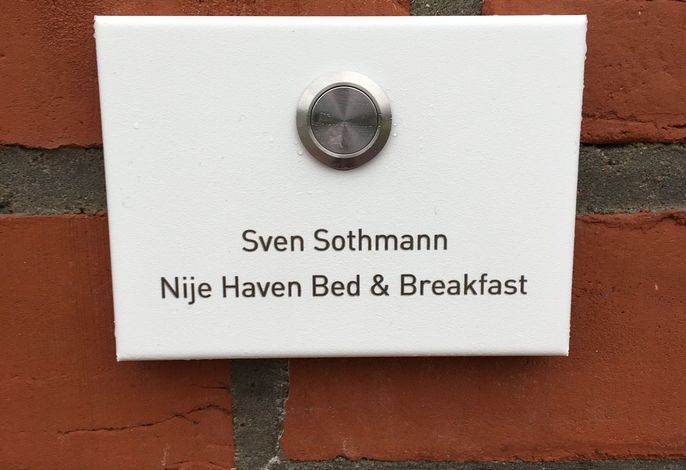 Sven Sothmann
Nije Haven Bed & Breakfast